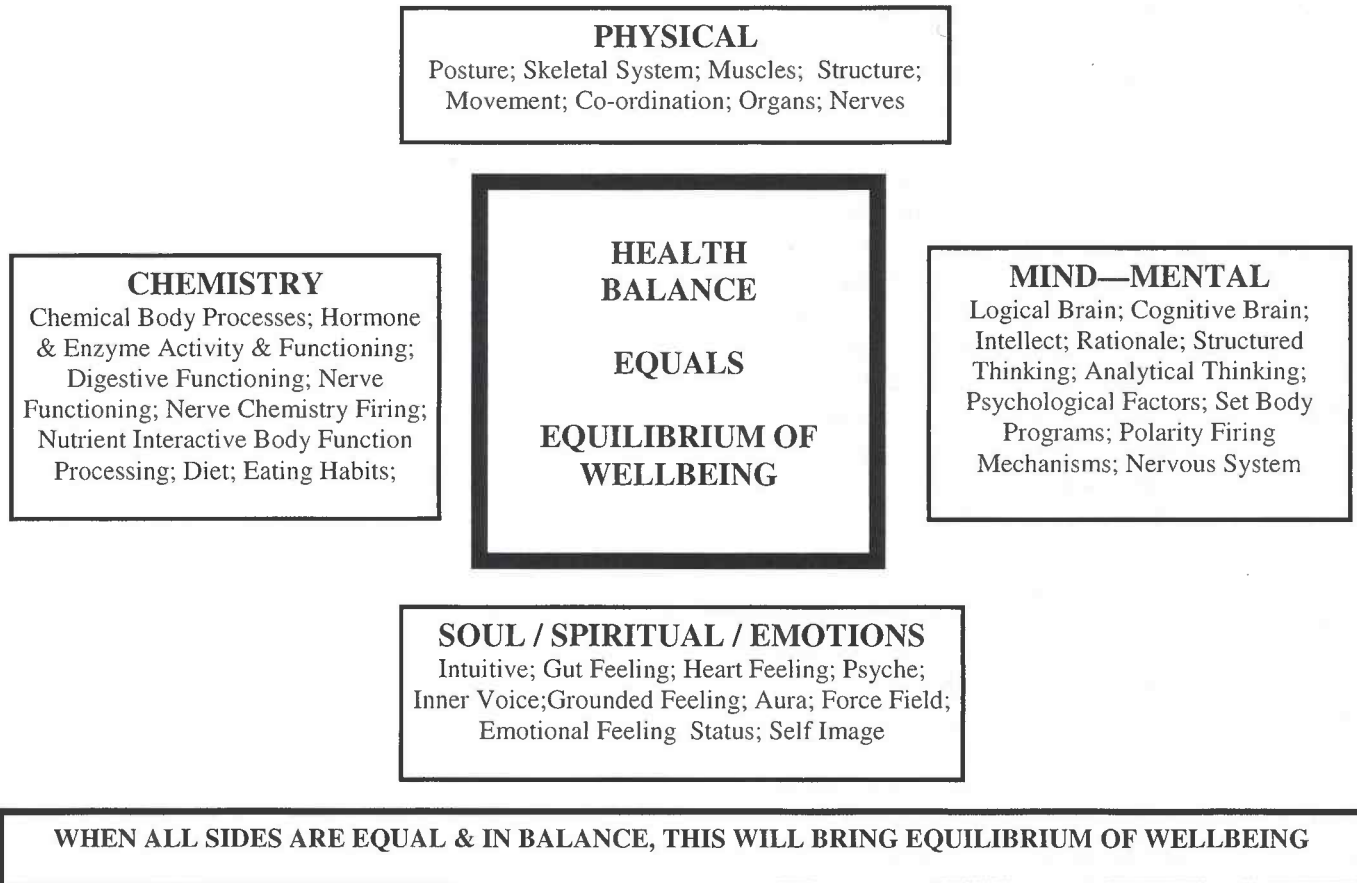 PHYSICAL
Posture; Skeletal System; Muscles; Structure;
Movement; Co-ordination; Organs; Nerves
CHEMISTRY
Chemical Body Processes; Hormone
& Enzyme Activity & Functioning;
Digestive Functioning; Nerve
Functioning; Nerve Chemistry Firing;
Nutrient Interactive Body Function
Processing; Diet; Eating Habits;
HEALTH
BALANCE
EQUALS
EQUILIBRIUM OF
WELLBEING
MIND—MENTAL
Logical Brain; Cognitive Brain;
Intellect; Rationale; Structured
Thinking; Analytical Thinking;
Psychological Factors; Set Body
Programs; Polarity Firing
Mechanisms; Nervous System
SOUL / SPIRITUAL / EMOTIONS
Intuitive; Gut Feeling; Heart Feeling; Psyche;
Inner Voice;Grounded Feeling; Aura; Force Field;
Emotional Feeling Status; Self Image
WHEN ALL SIDES ARE EQUAL & IN BALANCE, THIS WILL BRING EQUILIBRIUM OF WELLBEING